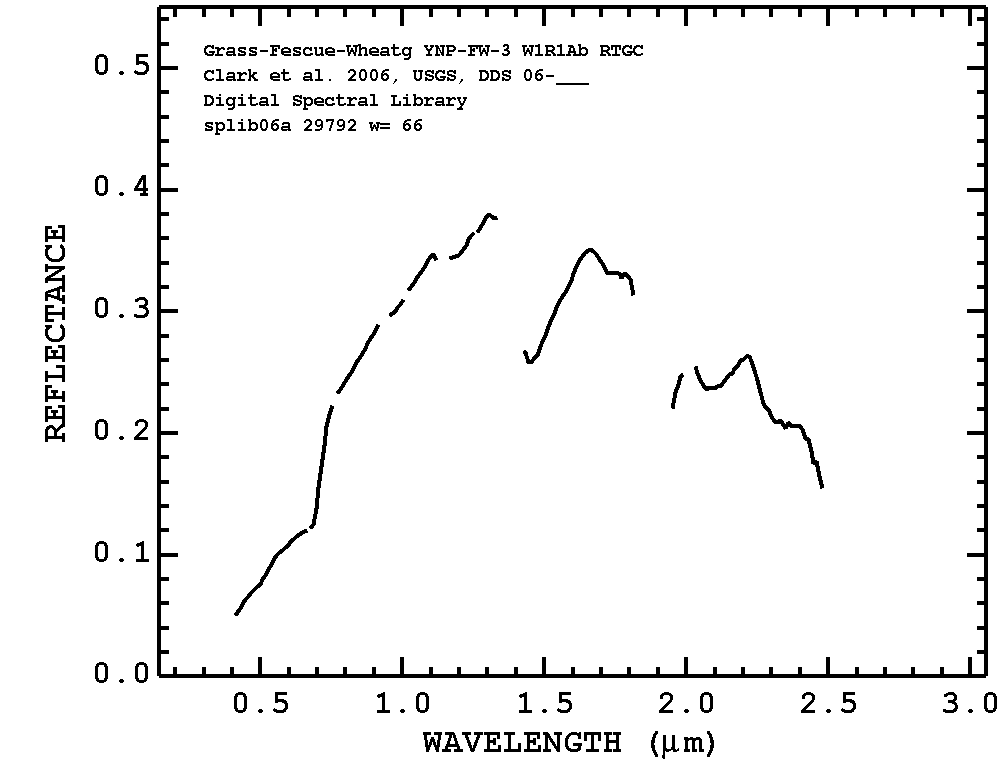 Grass-Fescue-Wheatg YNP-FW-3 W1R1Ab RTGC
Clark et al. 2006, USGS, DDS 06-___
Digital Spectral Library
splib06a 29792 w= 66
0.5
0.4
0.3
0.2
0.1
0.0
REFLECTANCE
0.5 1.0 1.5 2.0 2.5 3.0
WAVELENGTH (μm)